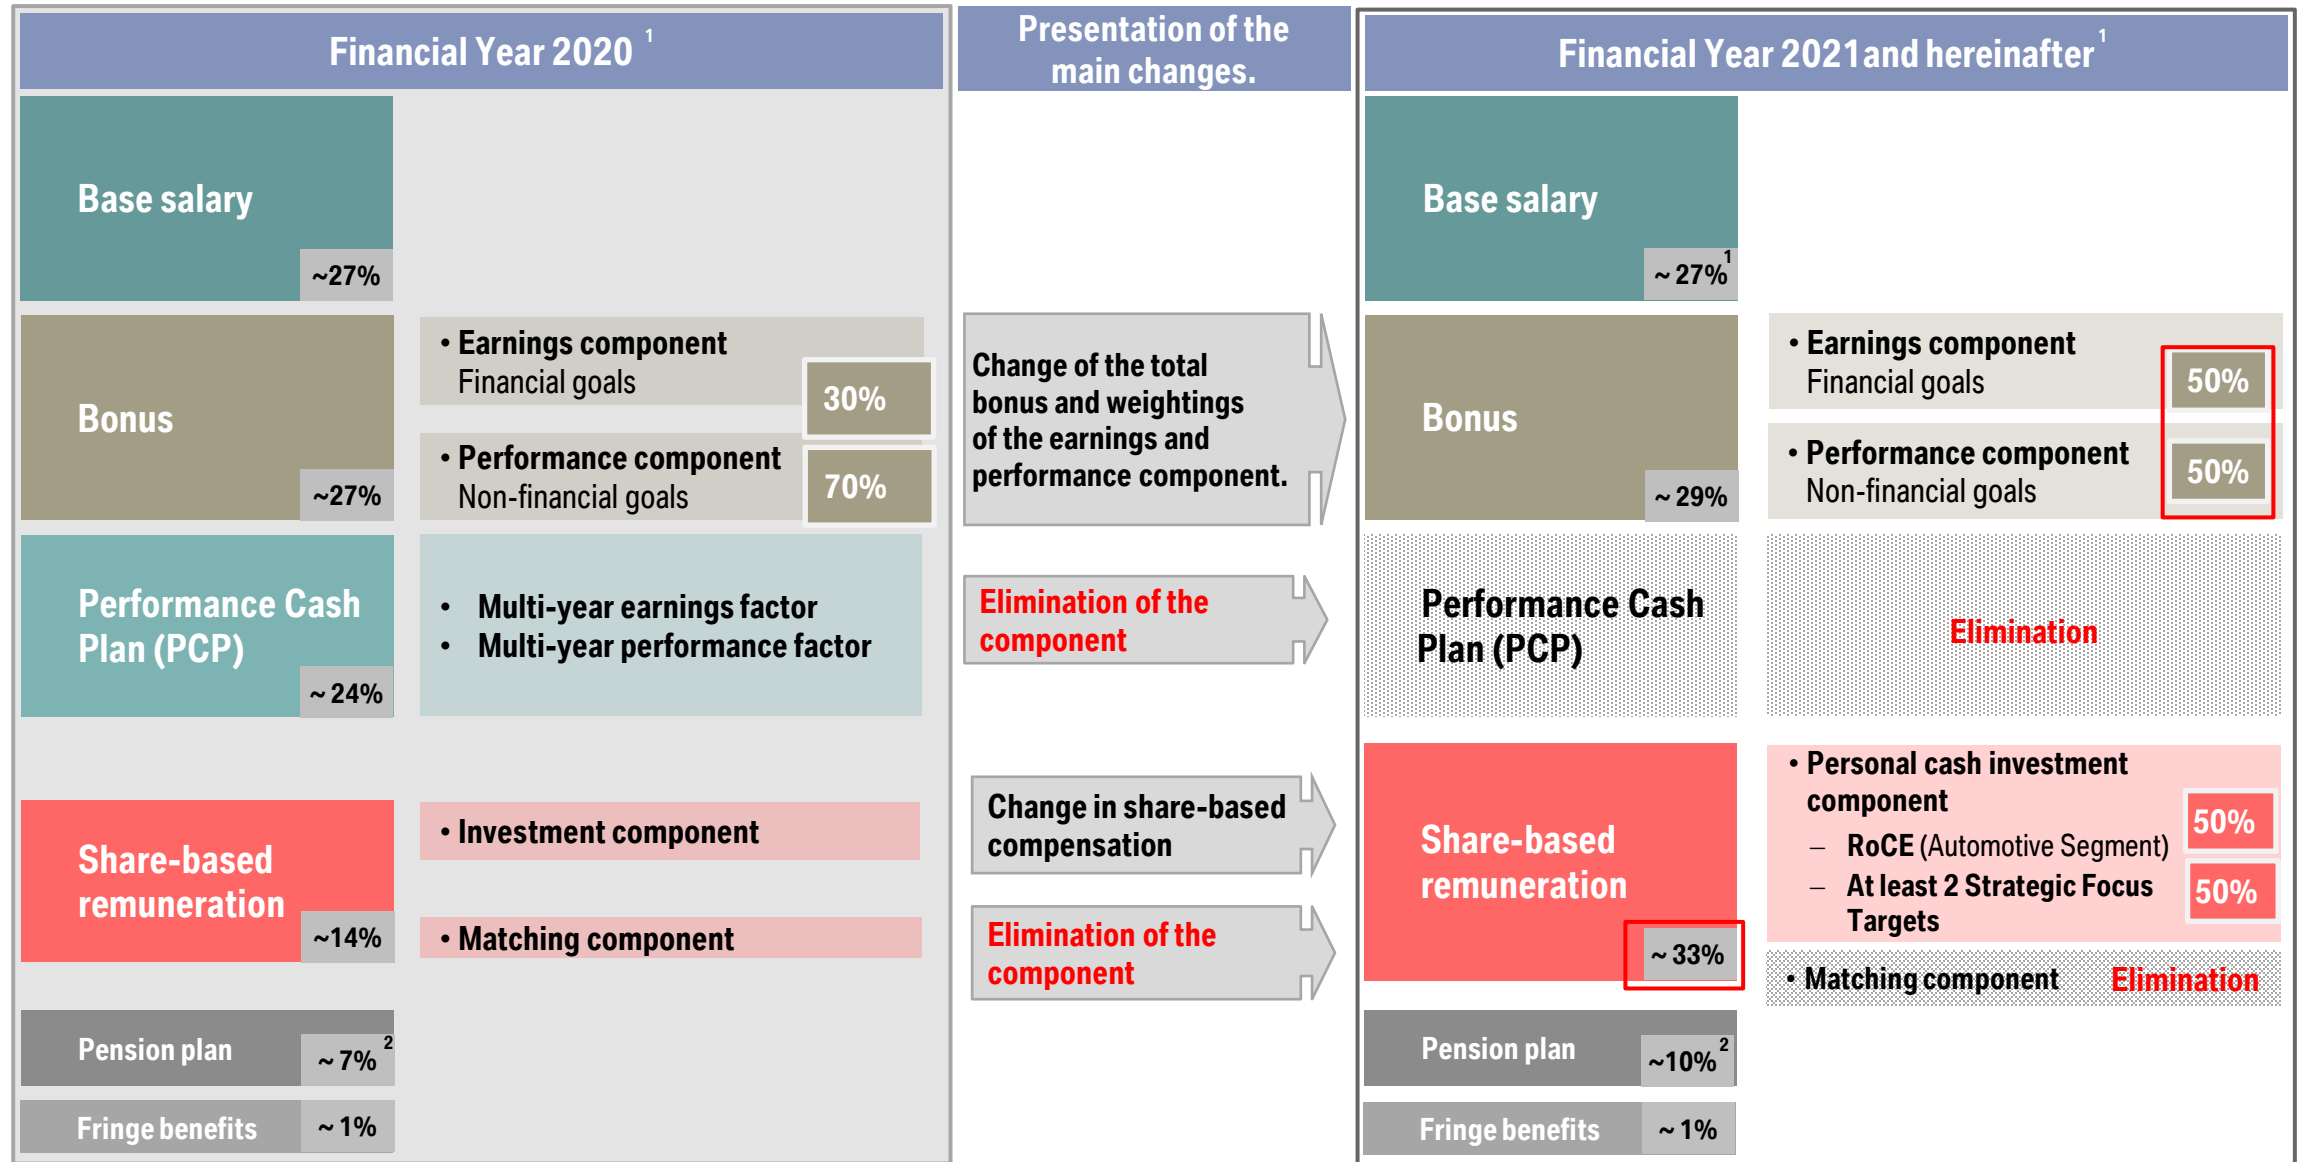 Financial Year 2020 ¹
Base salary
~27%
Bonus
~27%
• Earnings component
Financial goals
30%
• Performance component
Non-financial goals
70%
Performance Cash
Plan (PCP)
~ 24%
• Multi-year earnings factor
• Multi-year performance factor
Share-based
remuneration
~14%
• Investment component
• Matching component
Pension plan
~ 7% ²
Fringe benefits
~ 1%
Presentation of the
main changes.
Change of the total
bonus and weightings
of the earnings and
performance component.
Elimination of the
component
Change in share-based
compensation
Elimination of the
component
Financial Year 2021and hereinafter ¹
Base salary
~ 27% ¹
Bonus
~ 29%
• Earnings component
Financial goals
50%
• Performance component
Non-financial goals
50%
Performance Cash
Plan (PCP)
Elimination
Share-based
remuneration
~ 33%
• Personal cash investment
component
50%
– RoCE (Automotive Segment)
– At least 2 Strategic Focus
Targets
50%
• Matching component Elimination
Pension plan
~10% ²
Fringe benefits
~ 1%